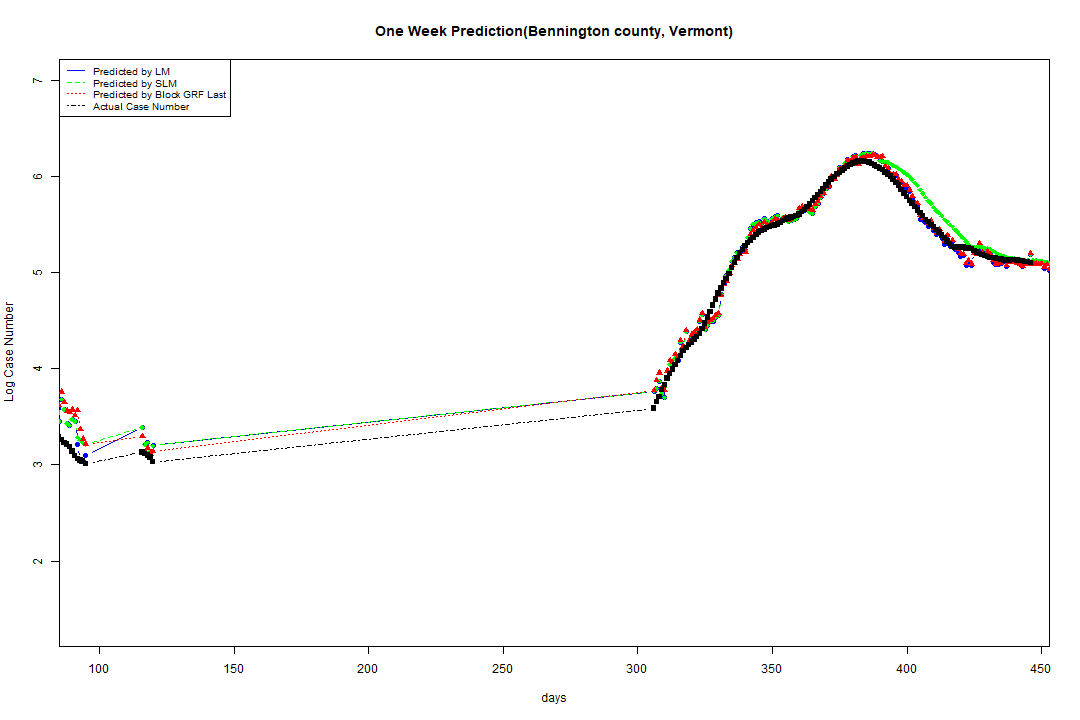 One Week Prediction(Bennington county, Vermont)
Predicted by LM
Predicted by SLM
Predicted by Block GRF Last
Actual Case Number
7
6
5
4
3
2
Log Case Number
100 150 200 250 300 350 400 450
days